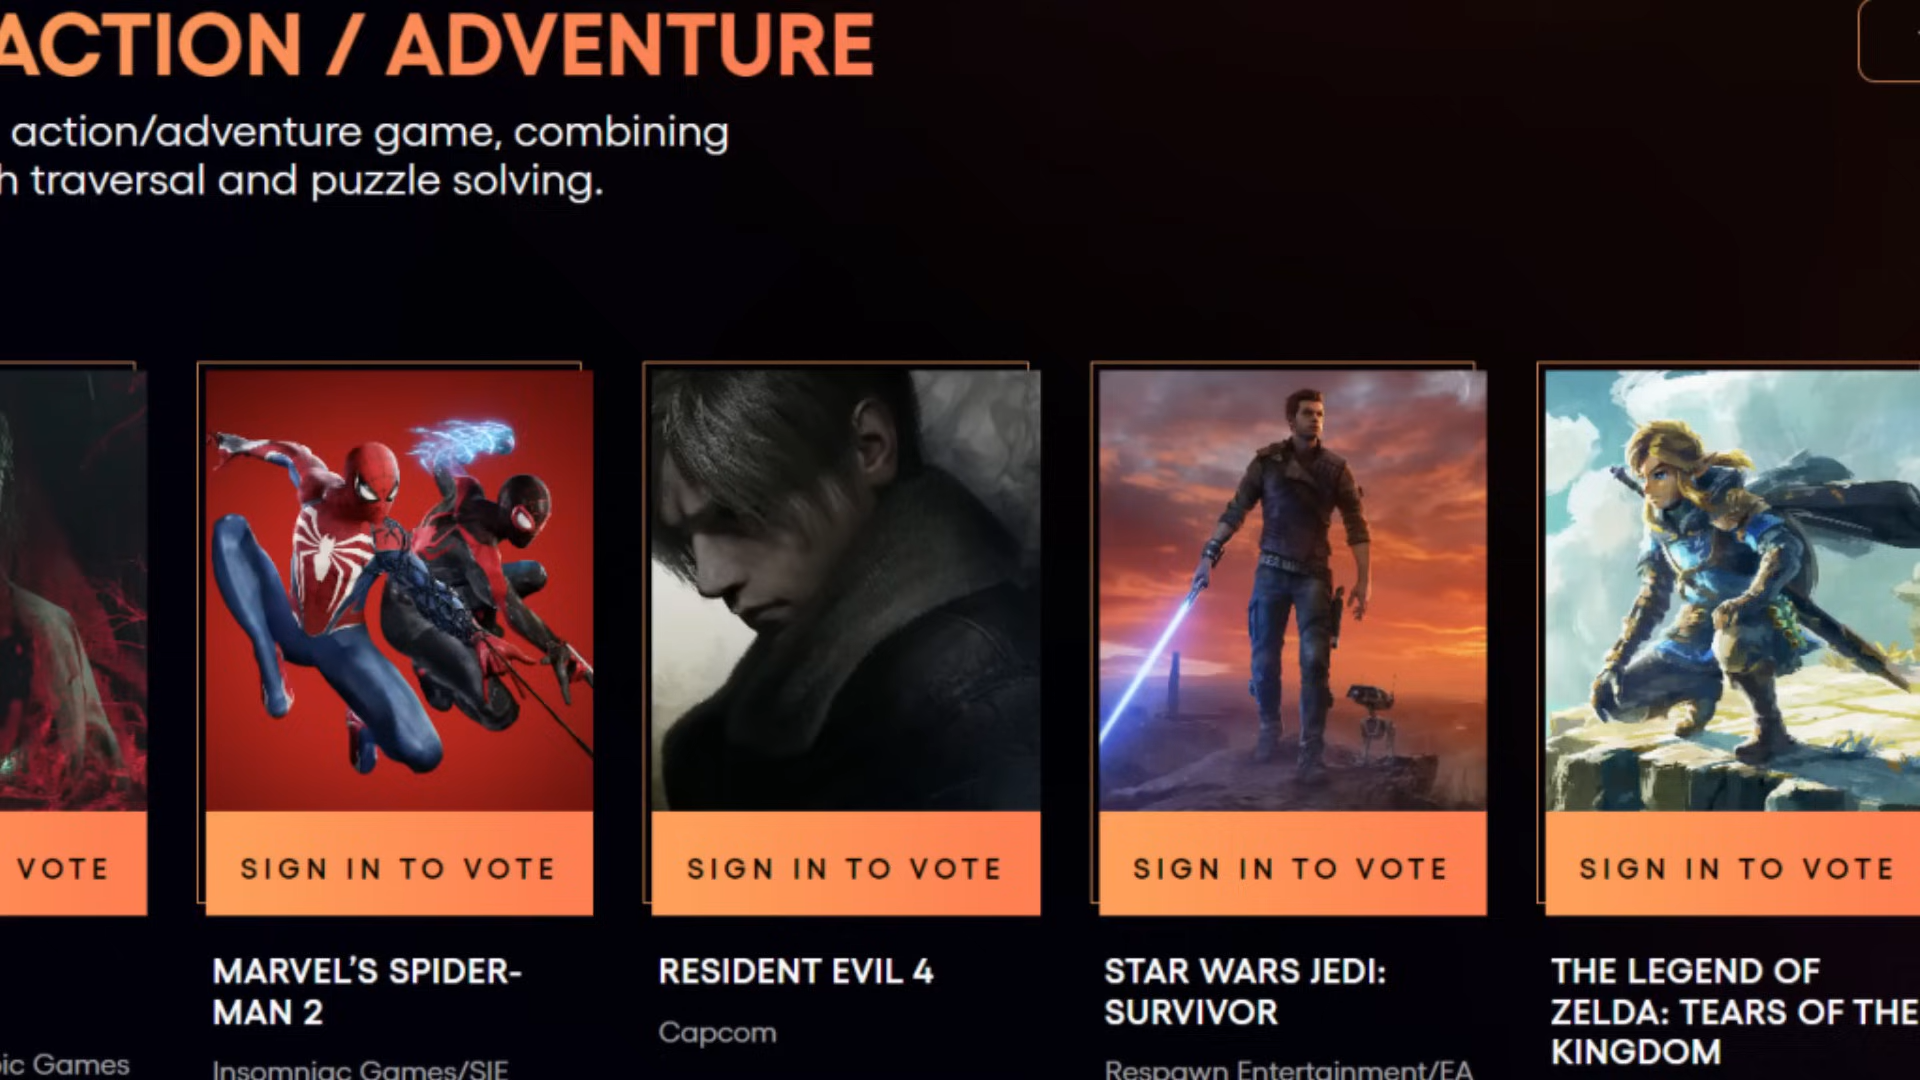 ACTION / ADVENTURE
action/adventure game, combining
h traversal and puzzle solving.
VOTE
SIGN IN TO VOTE
SIGN IN TO VOTE
SIGN IN TO VOTE
SIGN IN TO VOTE
ic Games
MARVEL’S SPIDER-
MAN 2
Insomniac Games/SIE
RESIDENT EVIL 4
Capcom
STAR WARS JEDI:
SURVIVOR
Respawn Entertainment/EA
THE LEGEND OF
ZELDA: TEARS OF THE
KINGDOM